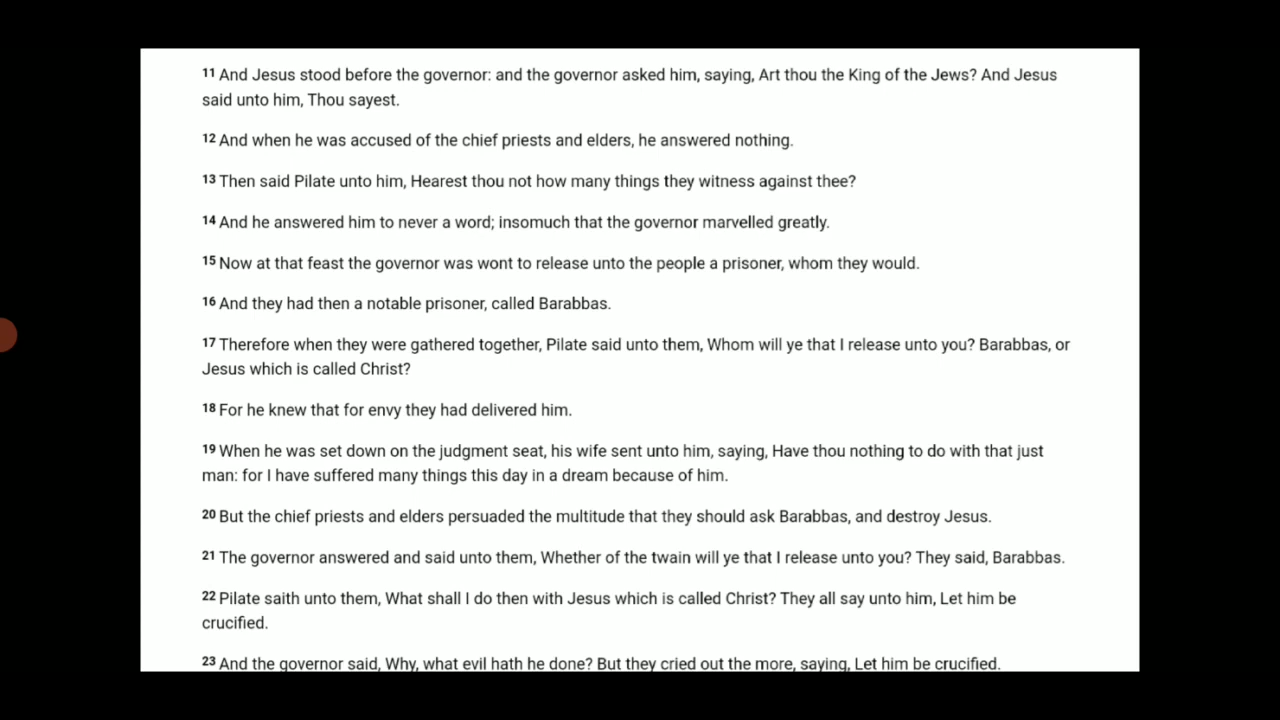 11 And Jesus stood before the governor: and the governor asked him, saying, Art thou the King of the Jews? And Jesus
said unto him, Thou sayest.
12 And when he was accused of the chief priests and elders, he answered nothing.
13 Then said Pilate unto him, Hearest thou not how many things they witness against thee?
14 And he answered him to never a word; insomuch that the governor marvelled greatly.
15 Now at that feast the governor was wont to release unto the people a prisoner, whom they would.
16 And they had then a notable prisoner, called Barabbas.
17 Therefore when they were gathered together, Pilate said unto them, Whom will ye that I release unto you? Barabbas, or
Jesus which is called Christ?
18 For he knew that for envy they had delivered him.
19 When he was set down on the judgment seat, his wife sent unto him, saying, Have thou nothing to do with that just
man: for I have suffered many things this day in a dream because of him.
20 But the chief priests and elders persuaded the multitude that they should ask Barabbas, and destroy Jesus.
21 The governor answered and said unto them, Whether of the twain will ye that I release unto you? They said, Barabbas.
22 Pilate saith unto them, What shall I do then with Jesus which is called Christ? They all say unto him, Let him be
crucified.
23 And the governor said, Why, what evil hath he done? But they cried out the more, saying, Let him be crucified.